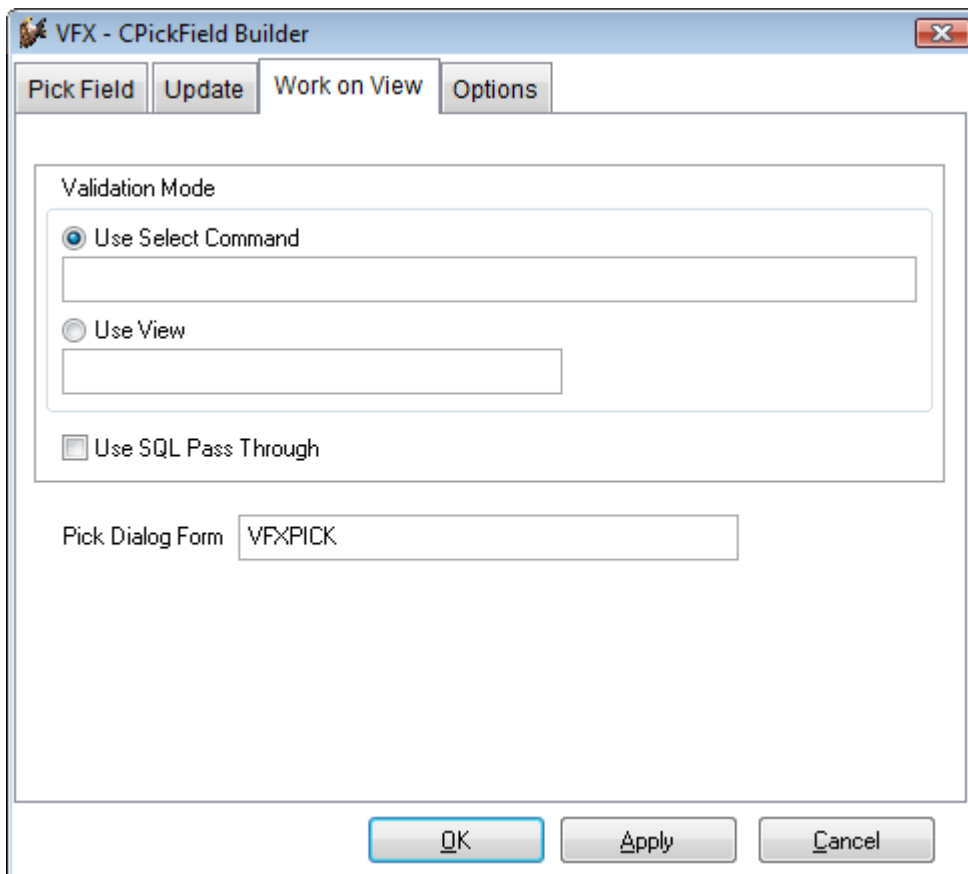 VFX - CPickField Builder
Pick Field Update Work on View Options
Validation Mode
Use Select Command
Use View
Use SQL Pass Through
Pick Dialog Form VFXPICK
OK Apply Cancel